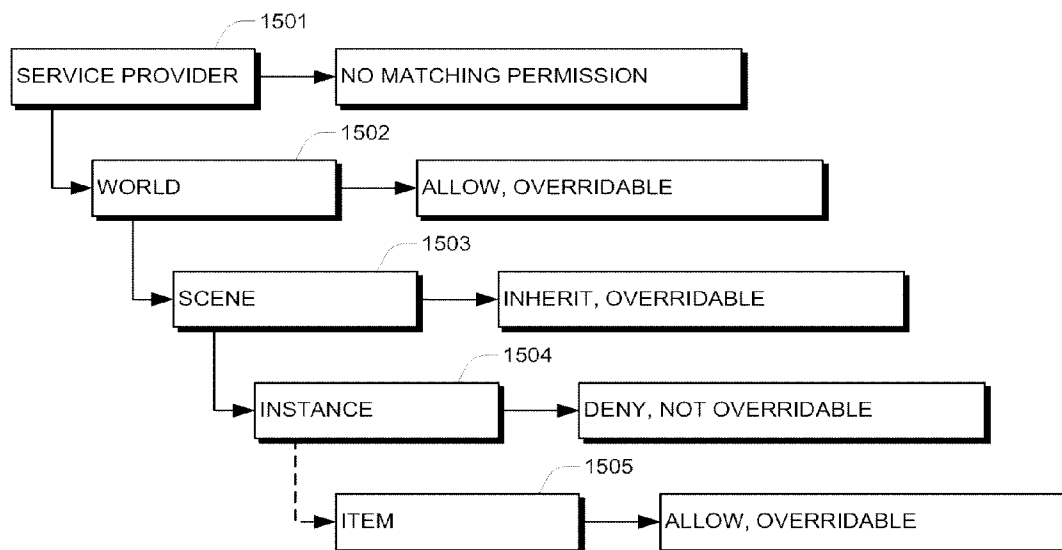 1501
SERVICE PROVIDER
NO MATCHING PERMISSION
1502
WORLD
ALLOW, OVERRIDABLE
1503
SCENE
INHERIT, OVERRIDABLE
1504
INSTANCE
DENY, NOT OVERRIDABLE
1505
ITEM
ALLOW, OVERRIDABLE